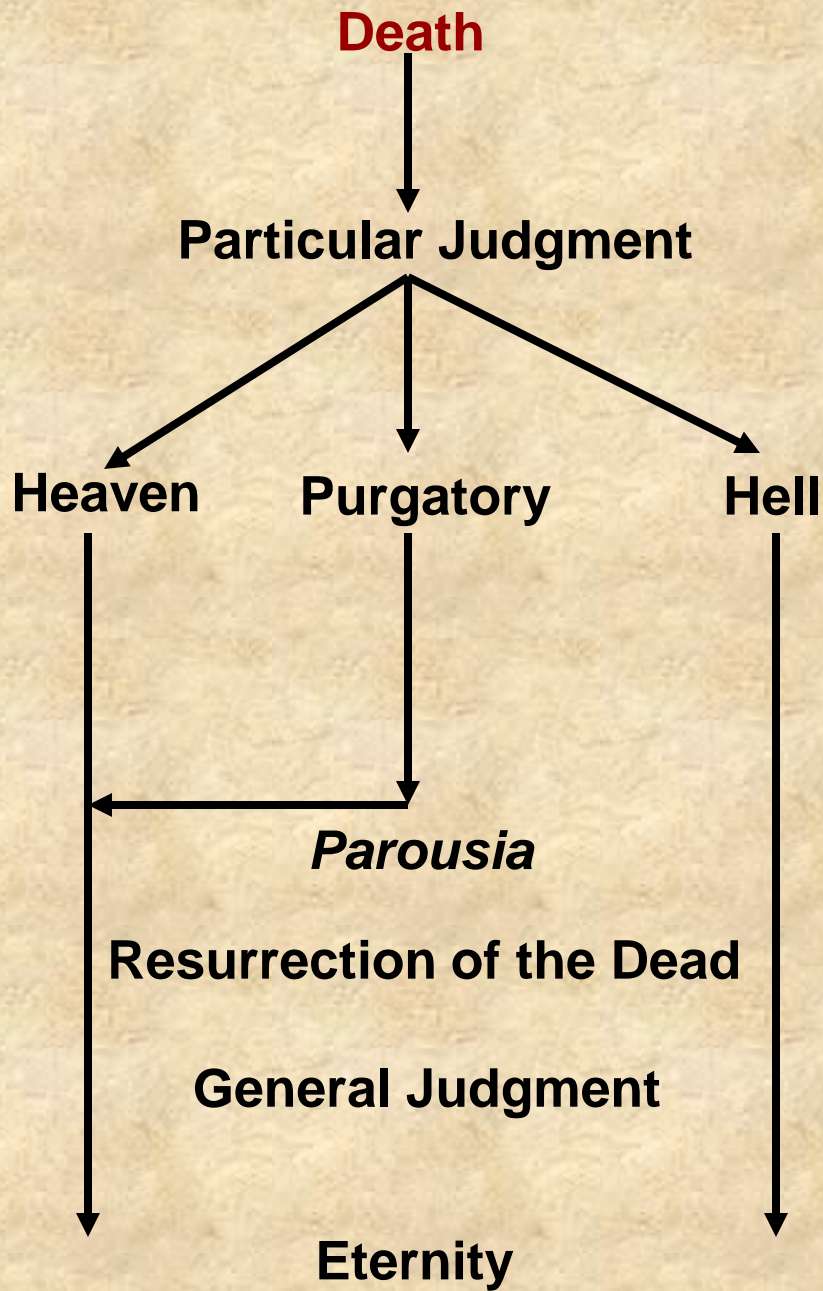 Death
Particular Judgment
Heaven Purgatory Hell
Parousia
Resurrection of the Dead
General Judgment
Eternity